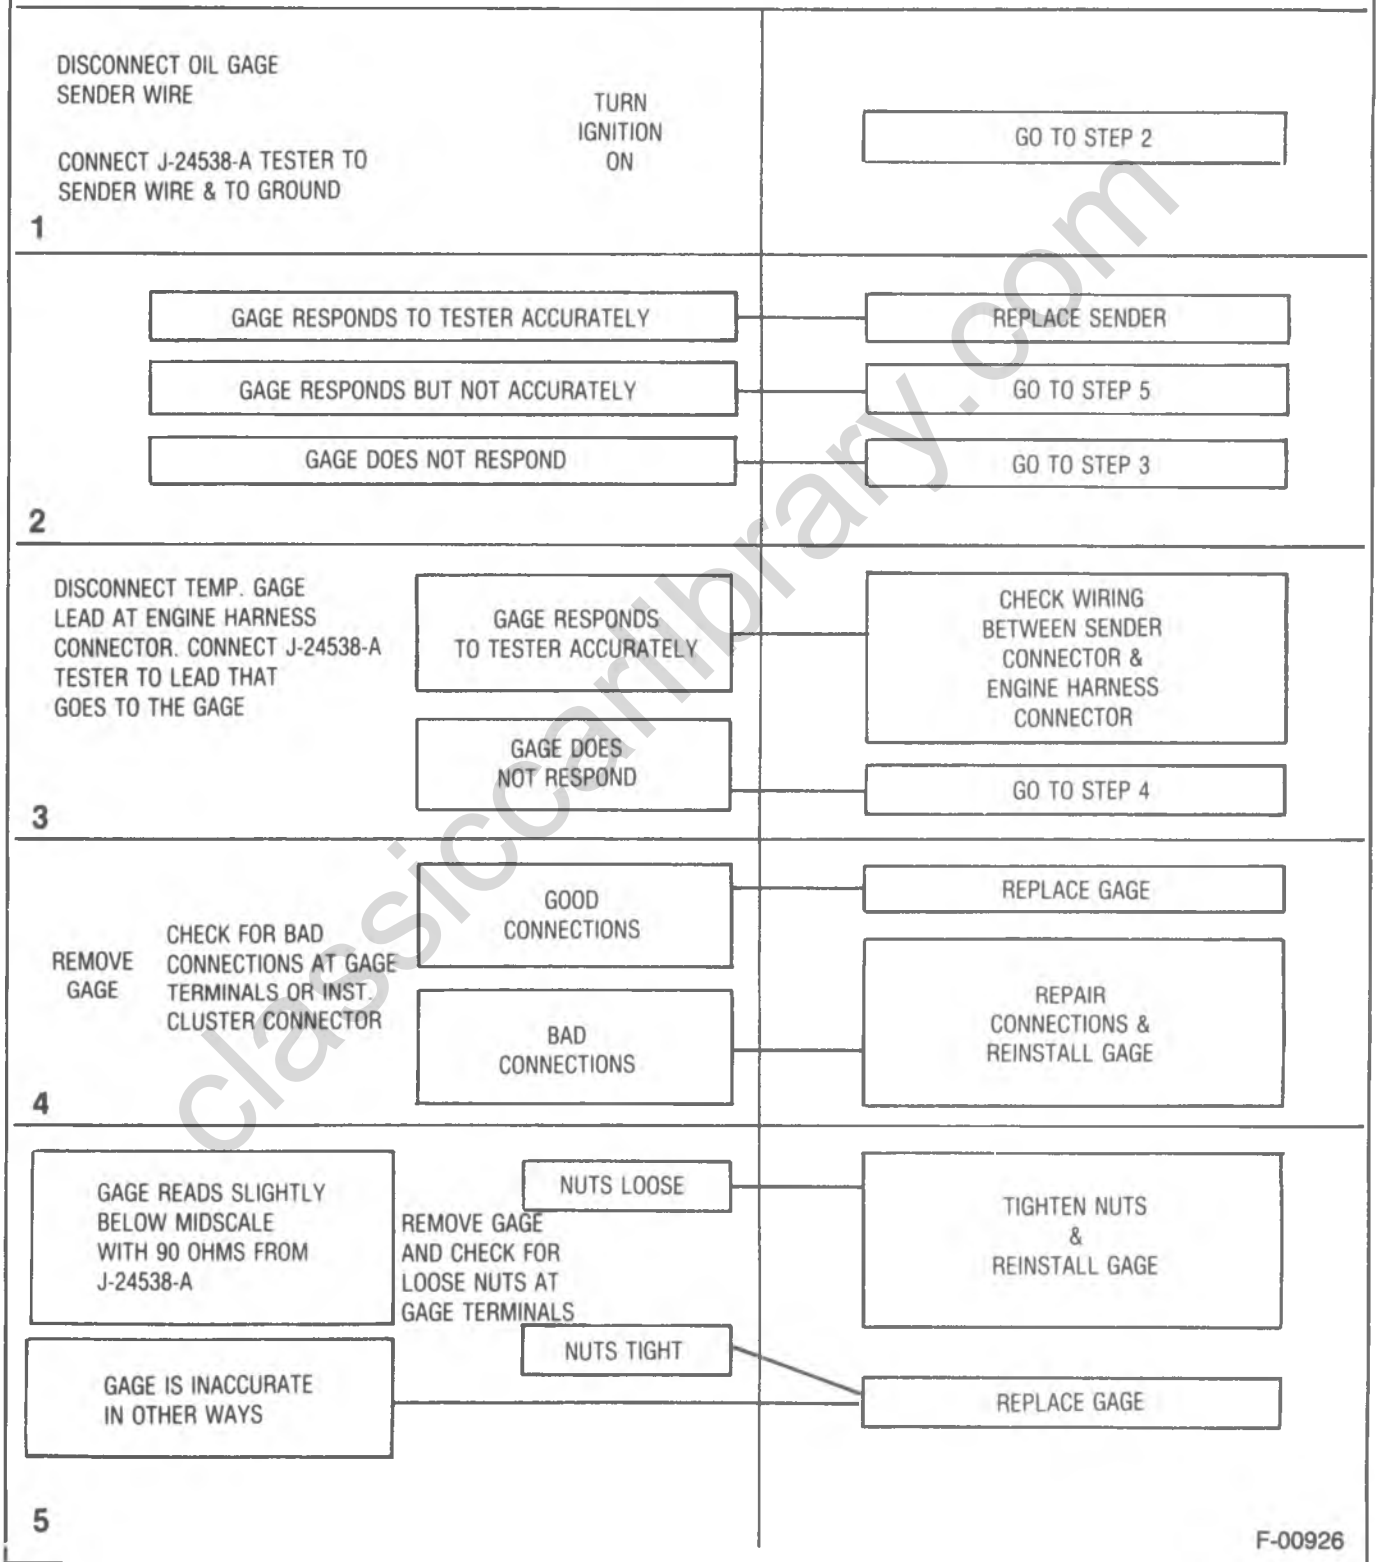 DISCONNECT OIL GAGE
SENDER WIRE
CONNECT J-24538-A TESTER TO
SENDER WIRE & TO GROUND
TURN
IGNITION
ON
GO TO STEP 2
1
GAGE RESPONDS TO TESTER ACCURATELY
REPLACE SENDER
GAGE RESPONDS BUT NOT ACCURATELY
GO TO STEP 5
GAGE DOES NOT RESPOND
GO TO STEP 3
2
DISCONNECT TEMP. GAGE
LEAD AT ENGINE HARNESS
CONNECTOR. CONNECT J-24538-A
TESTER TO LEAD THAT
GOES TO THE GAGE
GAGE RESPONDS
TO TESTER ACCURATELY
CHECK WIRING
BETWEEN SENDER
CONNECTOR &
ENGINE HARNESS
CONNECTOR
GAGE DOES
NOT RESPOND
GO TO STEP 4
3
REMOVE
GAGE
CHECK FOR BAD
CONNECTIONS AT GAGE
TERMINALS OR INST.
CLUSTER CONNECTOR
GOOD
CONNECTIONS
REPLACE GAGE
BAD
CONNECTIONS
REPAIR
CONNECTIONS &
REINSTALL GAGE
4
GAGE READS SLIGHTLY
BELOW MIDSCALE
WITH 90 OHMS FROM
J-24538-A
REMOVE GAGE
AND CHECK FOR
LOOSE NUTS AT
GAGE TERMINALS
NUTS LOOSE
TIGHTEN NUTS
&
REINSTALL GAGE
NUTS TIGHT
GAGE IS INACCURATE
IN OTHER WAYS
REPLACE GAGE
5
F-00926
classiccarlibrary.com